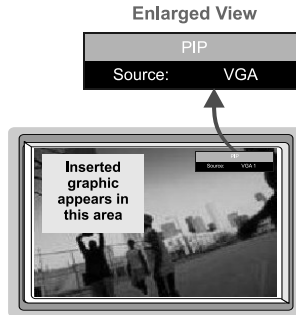 Enlarged View
PIP
Source: VGA
PIP
Source: VGA 1
Inserted
graphic
appears in
this area